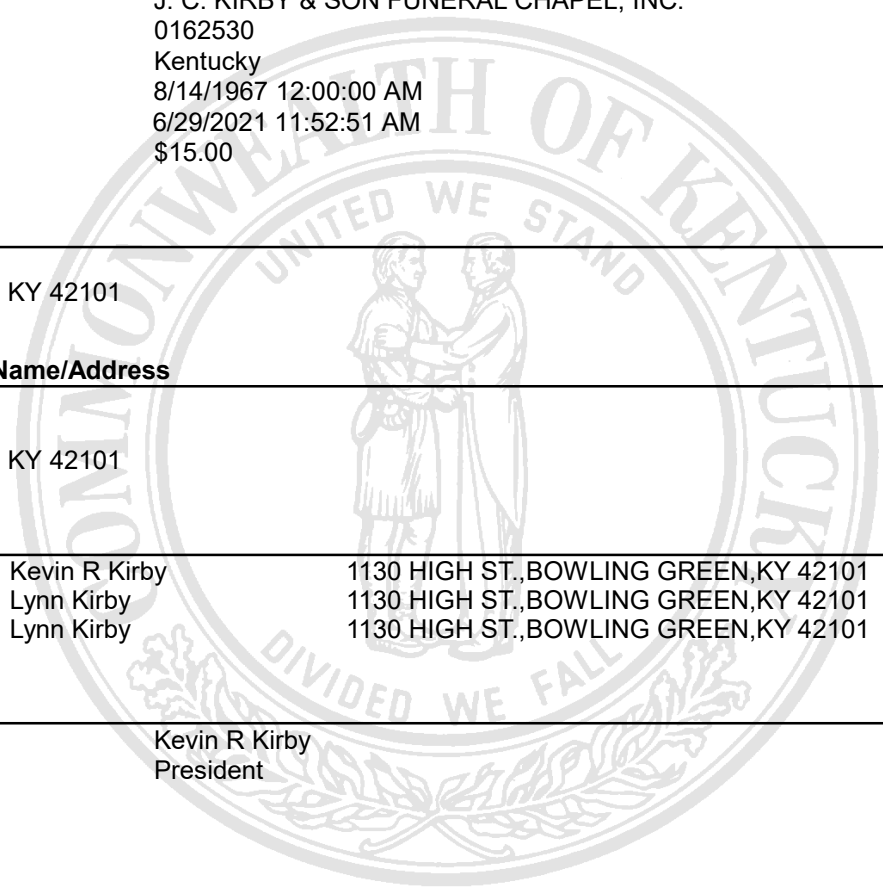 J. C. KIRBY & SON FUNERAL CHAPEL, INC.
0162530
Kentucky
8/14/1967 12:00:00 AM
6/29/2021 11:52:51 AM
$15.00
COMMONWEALTH OF KENTUCKY
UNITED WE STAND
KY 42101
Name/Address
KY 42101
Kevin R Kirby 1130 HIGH ST.,BOWLING GREEN,KY 42101
Lynn Kirby 1130 HIGH ST.,BOWLING GREEN,KY 42101
Lynn Kirby 1130 HIGH ST.,BOWLING GREEN,KY 42101
DIVIDED WE FALL
Kevin R Kirby
President